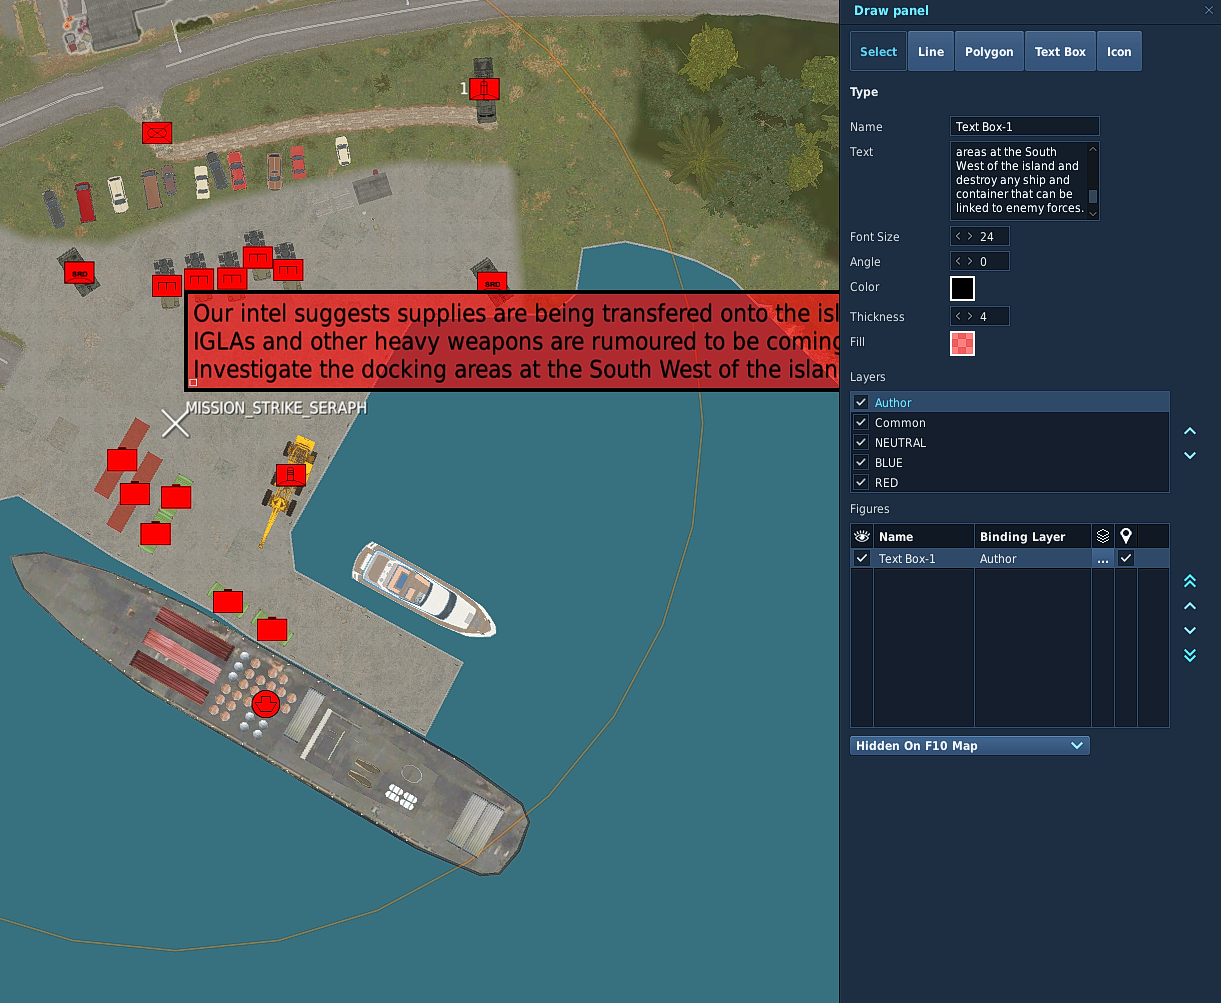 Draw panel
Select Line Polygon Text Box Icon
Type
Name Text Box-1
Text areas at the South
West of the island and
destroy any ship and
container that can be
linked to enemy forces.
Font Size 24
Angle 0
Color
Thickness 4
Fill
Layers
Author
Common
NEUTRAL
BLUE
RED
Figures
Name Binding Layer
Text Box-1 Author ...
Hidden On F10 Map
1
SRD
SRD
Our intel suggests supplies are being transfered onto the isl
IGLAs and other heavy weapons are rumoured to be coming
Investigate the docking areas at the South West of the islan
MISSION_STRIKE_SERAPH